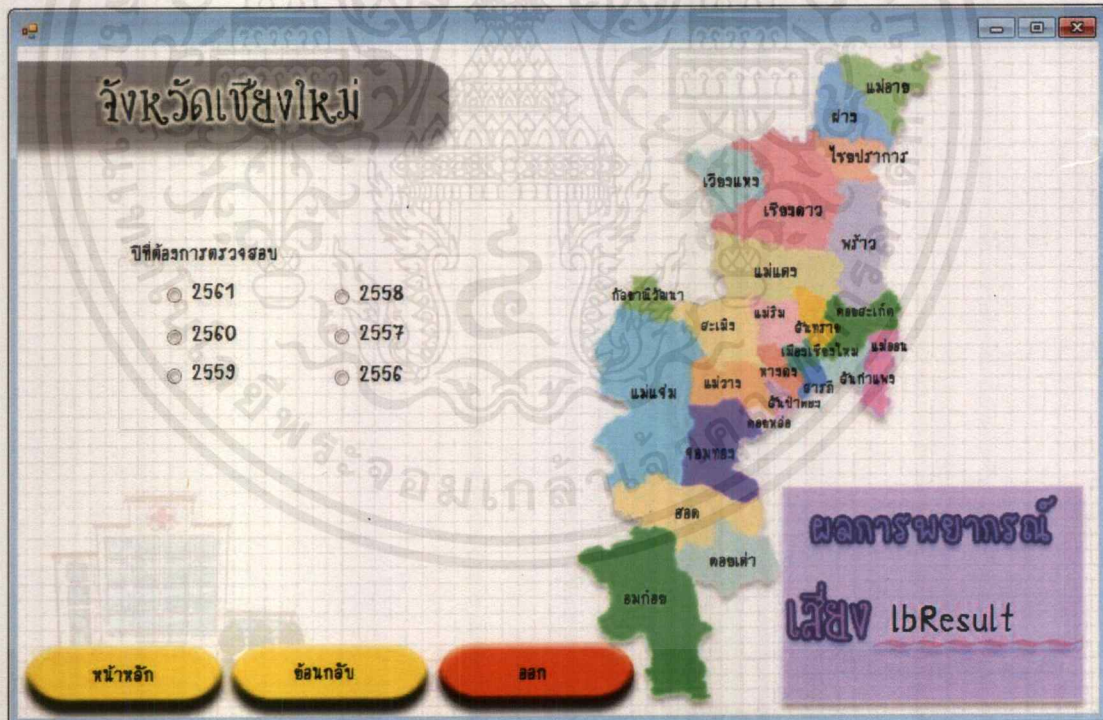 จังหวัดเชียงใหม่
ปีที่ต้องการตรวจสอบ
2561
2558
2560
2557
2559
2556
แม่อาย
ฝาง
ไชยปราการ
เวียงแหง
เชียงดาว
พร้าว
แม่แตง
กัลยาณิวัฒนา
สะเมิง
แม่ริม
สันทราย
ดอยสะเก็ด
เมืองเชียงใหม่
แม่ออน
แม่แจ่ม
แม่วาง
หางดง
สารภี
สันกำแพง
สันป่าตอง
ดอยหล่อ
จอมทอง
ฮอด
ดอยเต่า
อมก๋อย
ผลการพยากรณ์
เสี่ยง lbResult
หน้าหลัก
ย้อนกลับ
ออก